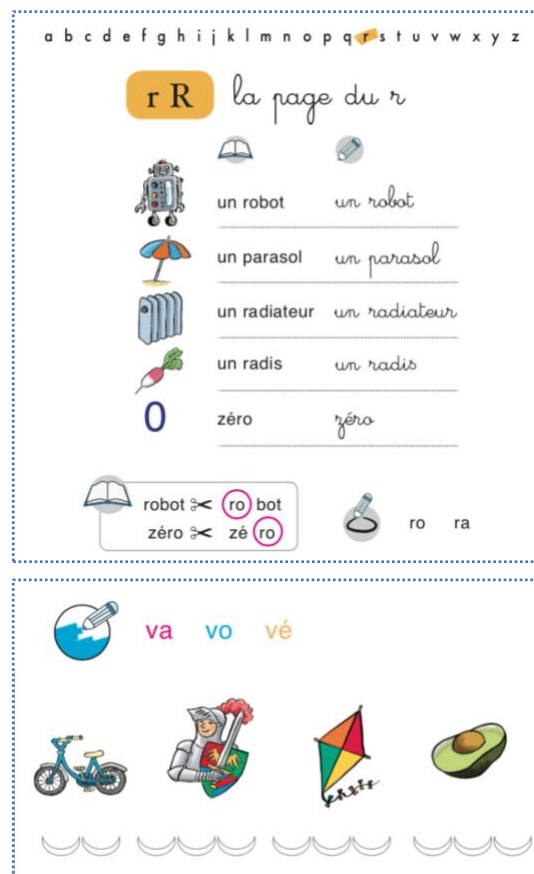 a b c d e f g h i j k l m n o p q r s t u v w x y z
r R la page du r
un robot un robot
un parasol un parasol
un radiateur un radiateur
un radis un radis
0 zéro zéro
robot ro bot
zéro zé ro
ro ra
va vo vé